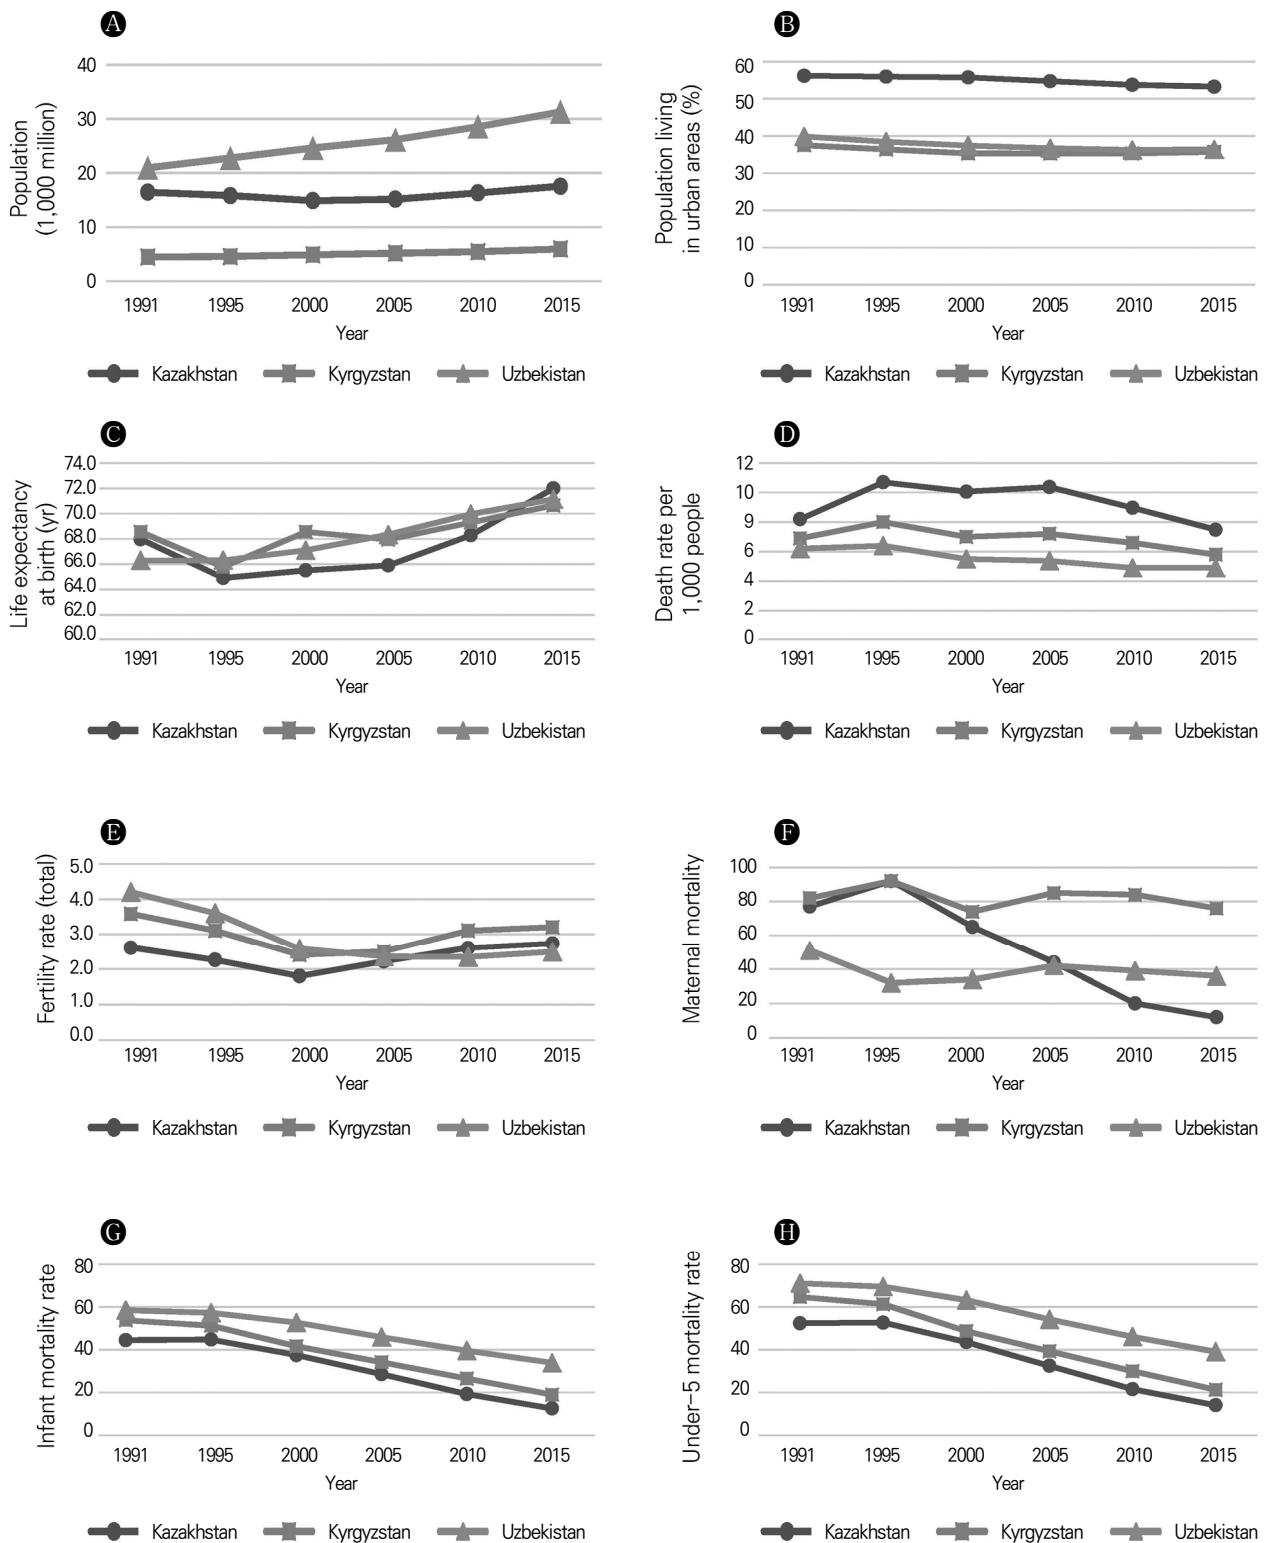 A
Population
(1,000 million)
40
30
20
10
0
1991 1995 2000 2005 2010 2015
Year
Kazakhstan Kyrgyzstan Uzbekistan
B
Population living
in urban areas (%)
60
50
40
30
20
10
0
1991 1995 2000 2005 2010 2015
Year
Kazakhstan Kyrgyzstan Uzbekistan
C
Life expectancy
at birth (yr)
74.0
72.0
70.0
68.0
66.0
64.0
62.0
60.0
1991 1995 2000 2005 2010 2015
Year
Kazakhstan Kyrgyzstan Uzbekistan
D
Death rate per
1,000 people
12
10
9
6
4
2
0
1991 1995 2000 2005 2010 2015
Year
Kazakhstan Kyrgyzstan Uzbekistan
E
Fertility rate (total)
5.0
4.0
3.0
2.0
1.0
0.0
1991 1995 2000 2005 2010 2015
Year
Kazakhstan Kyrgyzstan Uzbekistan
F
Maternal mortality
100
80
60
40
20
0
1991 1995 2000 2005 2010 2015
Year
Kazakhstan Kyrgyzstan Uzbekistan
G
Infant mortality rate
80
60
40
20
0
1991 1995 2000 2005 2010 2015
Year
Kazakhstan Kyrgyzstan Uzbekistan
H
Under-5 mortality rate
80
60
40
20
0
1991 1995 2000 2005 2010 2015
Year
Kazakhstan Kyrgyzstan Uzbekistan